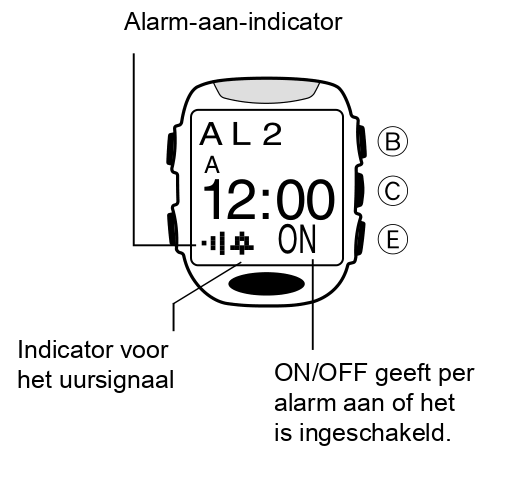 Alarm-aan-indicator
AL2
A
12:00
ON
B
C
E
Indicator voor
het uursignaal
ON/OFF geeft per
alarm aan of het
is ingeschakeld.